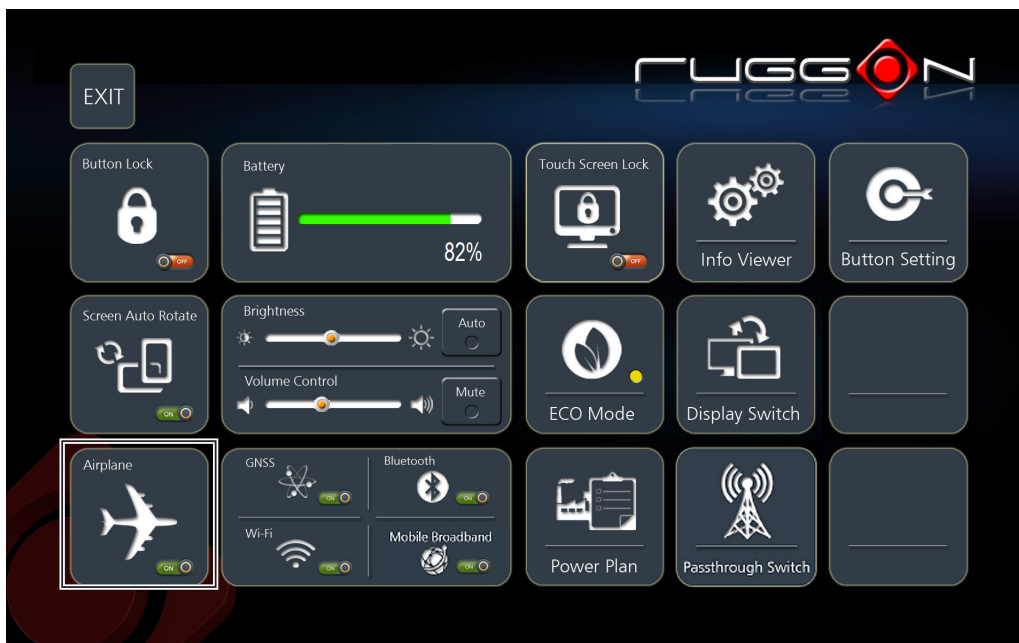 RUGGON
EXIT
Button Lock
OFF
Battery
82%
Touch Screen Lock
OFF
Info Viewer
Button Setting
Screen Auto Rotate
ON
Brightness
Auto
Volume Control
Mute
ECO Mode
Display Switch
Airplane
ON
GNSS
ON
Bluetooth
ON
Wi-Fi
ON
Mobile Broadband
ON
Power Plan
Passthrough Switch